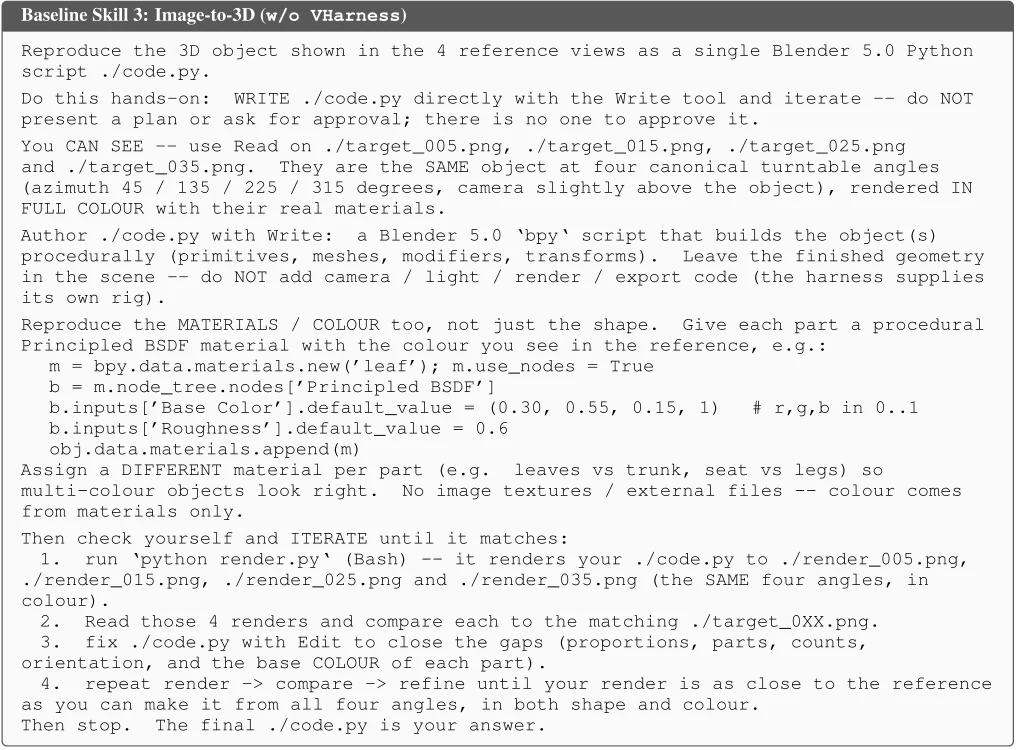 Baseline Skill 3: Image-to-3D (w/o VHarness)
Reproduce the 3D object shown in the 4 reference views as a single Blender 5.0 Python
script ./code.py.
Do this hands-on: WRITE ./code.py directly with the Write tool and iterate -- do NOT
present a plan or ask for approval; there is no one to approve it.
You CAN SEE -- use Read on ./target_005.png, ./target_015.png, ./target_025.png
and ./target_035.png. They are the SAME object at four canonical turntable angles
(azimuth 45 / 135 / 225 / 315 degrees, camera slightly above the object), rendered IN
FULL COLOUR with their real materials.
Author ./code.py with Write: a Blender 5.0 ‘bpy‘ script that builds the object(s)
procedurally (primitives, meshes, modifiers, transforms). Leave the finished geometry
in the scene -- do NOT add camera / light / render / export code (the harness supplies
its own rig).
Reproduce the MATERIALS / COLOUR too, not just the shape. Give each part a procedural
Principled BSDF material with the colour you see in the reference, e.g.:
m = bpy.data.materials.new(’leaf’); m.use_nodes = True
b = m.node_tree.nodes[’Principled BSDF’]
b.inputs[’Base Color’].default_value = (0.30, 0.55, 0.15, 1) # r,g,b in 0..1
b.inputs[’Roughness’].default_value = 0.6
obj.data.materials.append(m)
Assign a DIFFERENT material per part (e.g. leaves vs trunk, seat vs legs) so
multi-colour objects look right. No image textures / external files -- colour comes
from materials only.
Then check yourself and ITERATE until it matches:
1. run ‘python render.py‘ (Bash) -- it renders your ./code.py to ./render_005.png,
./render_015.png, ./render_025.png and ./render_035.png (the SAME four angles, in
colour).
2. Read those 4 renders and compare each to the matching ./target_0XX.png.
3. fix ./code.py with Edit to close the gaps (proportions, parts, counts,
orientation, and the base COLOUR of each part).
4. repeat render -> compare -> refine until your render is as close to the reference
as you can make it from all four angles, in both shape and colour.
Then stop. The final ./code.py is your answer.